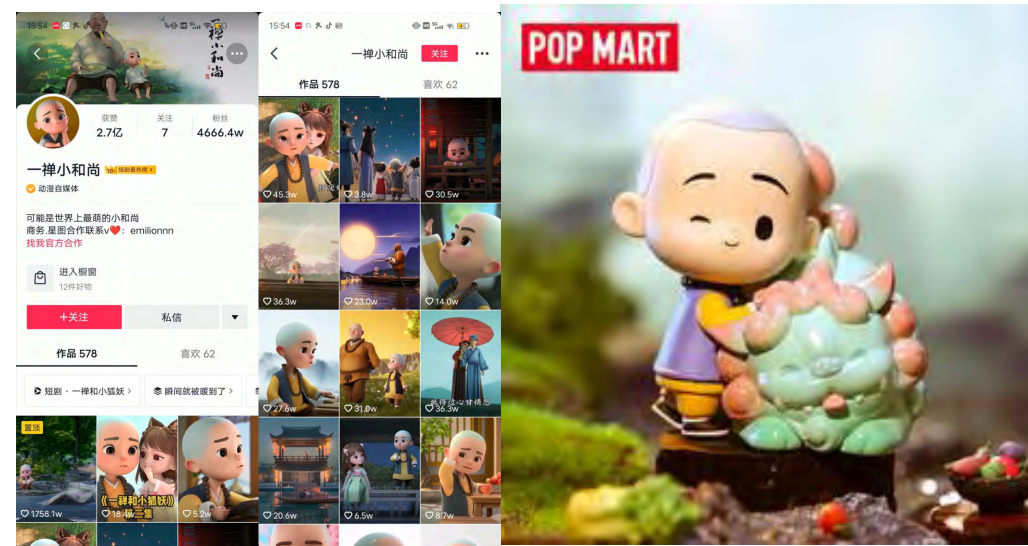 15:54
一禅小和尚
获赞 关注 粉丝
2.7亿 7 4666.4w
一禅小和尚
动漫自媒体
可能是世界上最萌的小和尚
商务.星图合作联系v❤️：emilionnn
找我官方合作
进入橱窗
12件好物
+关注 私信
作品 578 喜欢 62
短剧 · 一禅和小狐妖 瞬间就被暖到了
置顶
《一禅和小狐妖》
第二集
1758.1w 18.4w 5.2w
15:54
一禅小和尚 关注
作品 578 喜欢 62
45.3w 3.8w 30.5w
36.3w 23.0w 14.0w
27.6w 31.0w 36.3w
20.6w 6.5w 8.7w
POP MART